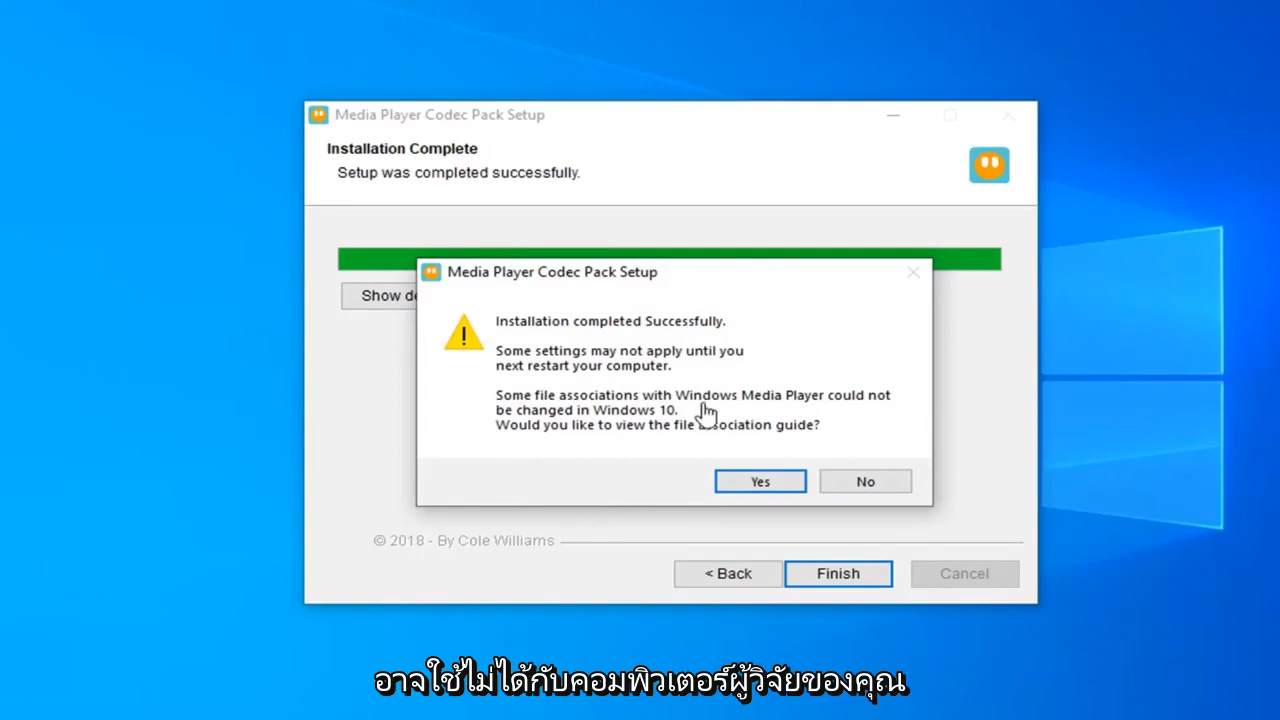 Media Player Codec Pack Setup
Installation Complete
Setup was completed successfully.
Show de
Media Player Codec Pack Setup
Installation completed Successfully.
Some settings may not apply until you
next restart your computer.
Some file associations with Windows Media Player could not
be changed in Windows 10.
Would you like to view the file association guide?
Yes
No
© 2018 - By Cole Williams
< Back
Finish
Cancel
อาจใช้ไม่ได้กับคอมพิวเตอร์ผู้วิจัยของคุณ